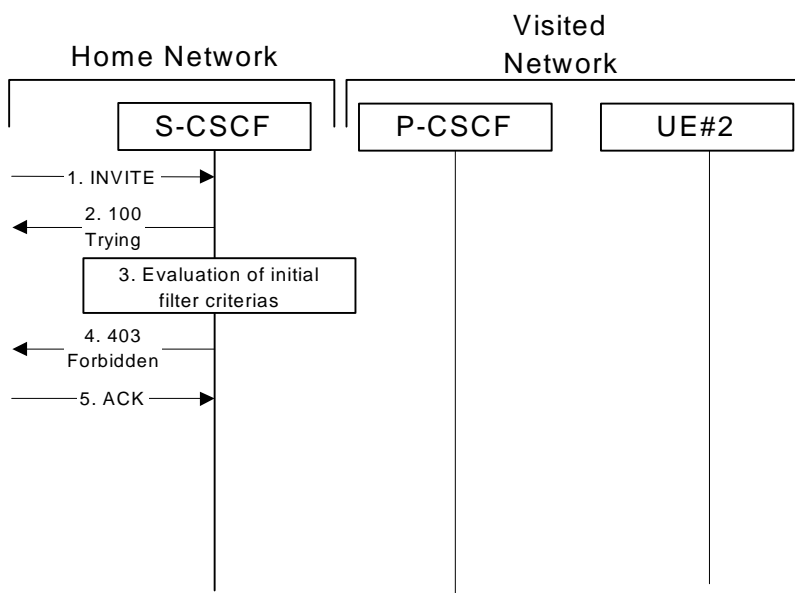 Home Network
Visited
Network
S-CSCF
P-CSCF
UE#2
1. INVITE
2. 100
Trying
3. Evaluation of initial
filter criterias
4. 403
Forbidden
5. ACK